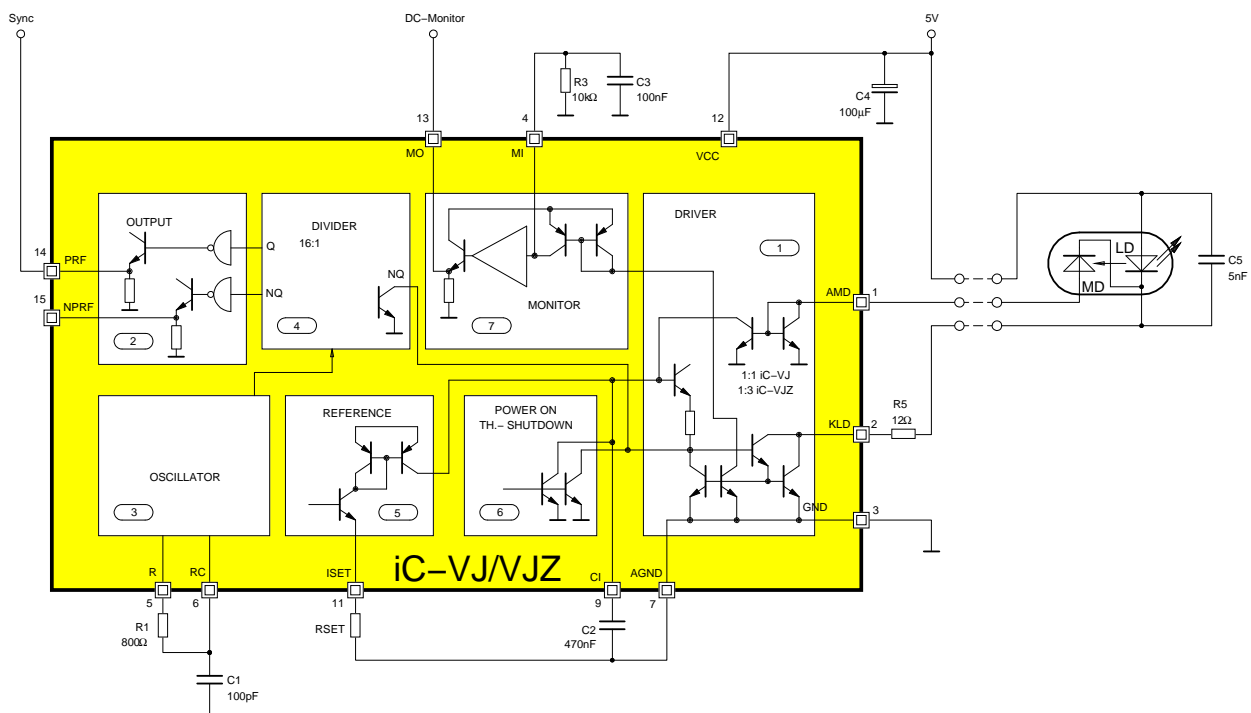 Sync
DC–Monitor
5V
R3
10kΩ
C3
100nF
C4
100µF
13
4
12
MO
MI
VCC
OUTPUT
DIVIDER
16:1
DRIVER
1
Q
NQ
NQ
14
PRF
15
NPRF
2
4
MONITOR
7
AMD
1
LD
MD
C5
5nF
1:1 iC–VJ
1:3 iC–VJZ
REFERENCE
POWER ON
TH.– SHUTDOWN
KLD
2
R5
12Ω
OSCILLATOR
3
5
6
GND
3
iC–VJ/VJZ
R
RC
ISET
CI
AGND
5
6
11
9
7
R1
800Ω
RSET
C2
470nF
C1
100pF